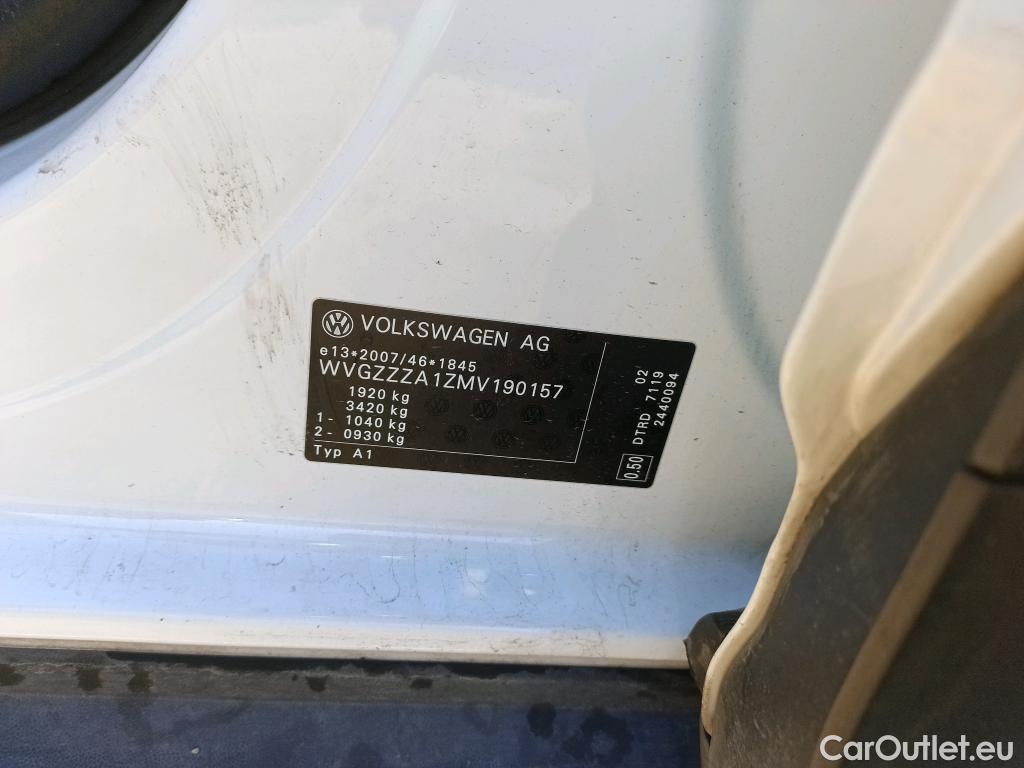 VOLKSWAGEN AG
e13*2007/46*1845
WVGZZZA1ZMV190157
1920 kg
3420 kg
1- 1040 kg
2- 0930 kg
Typ A1
02
DTRD 7119
0.50 2440094
CarOutlet.eu